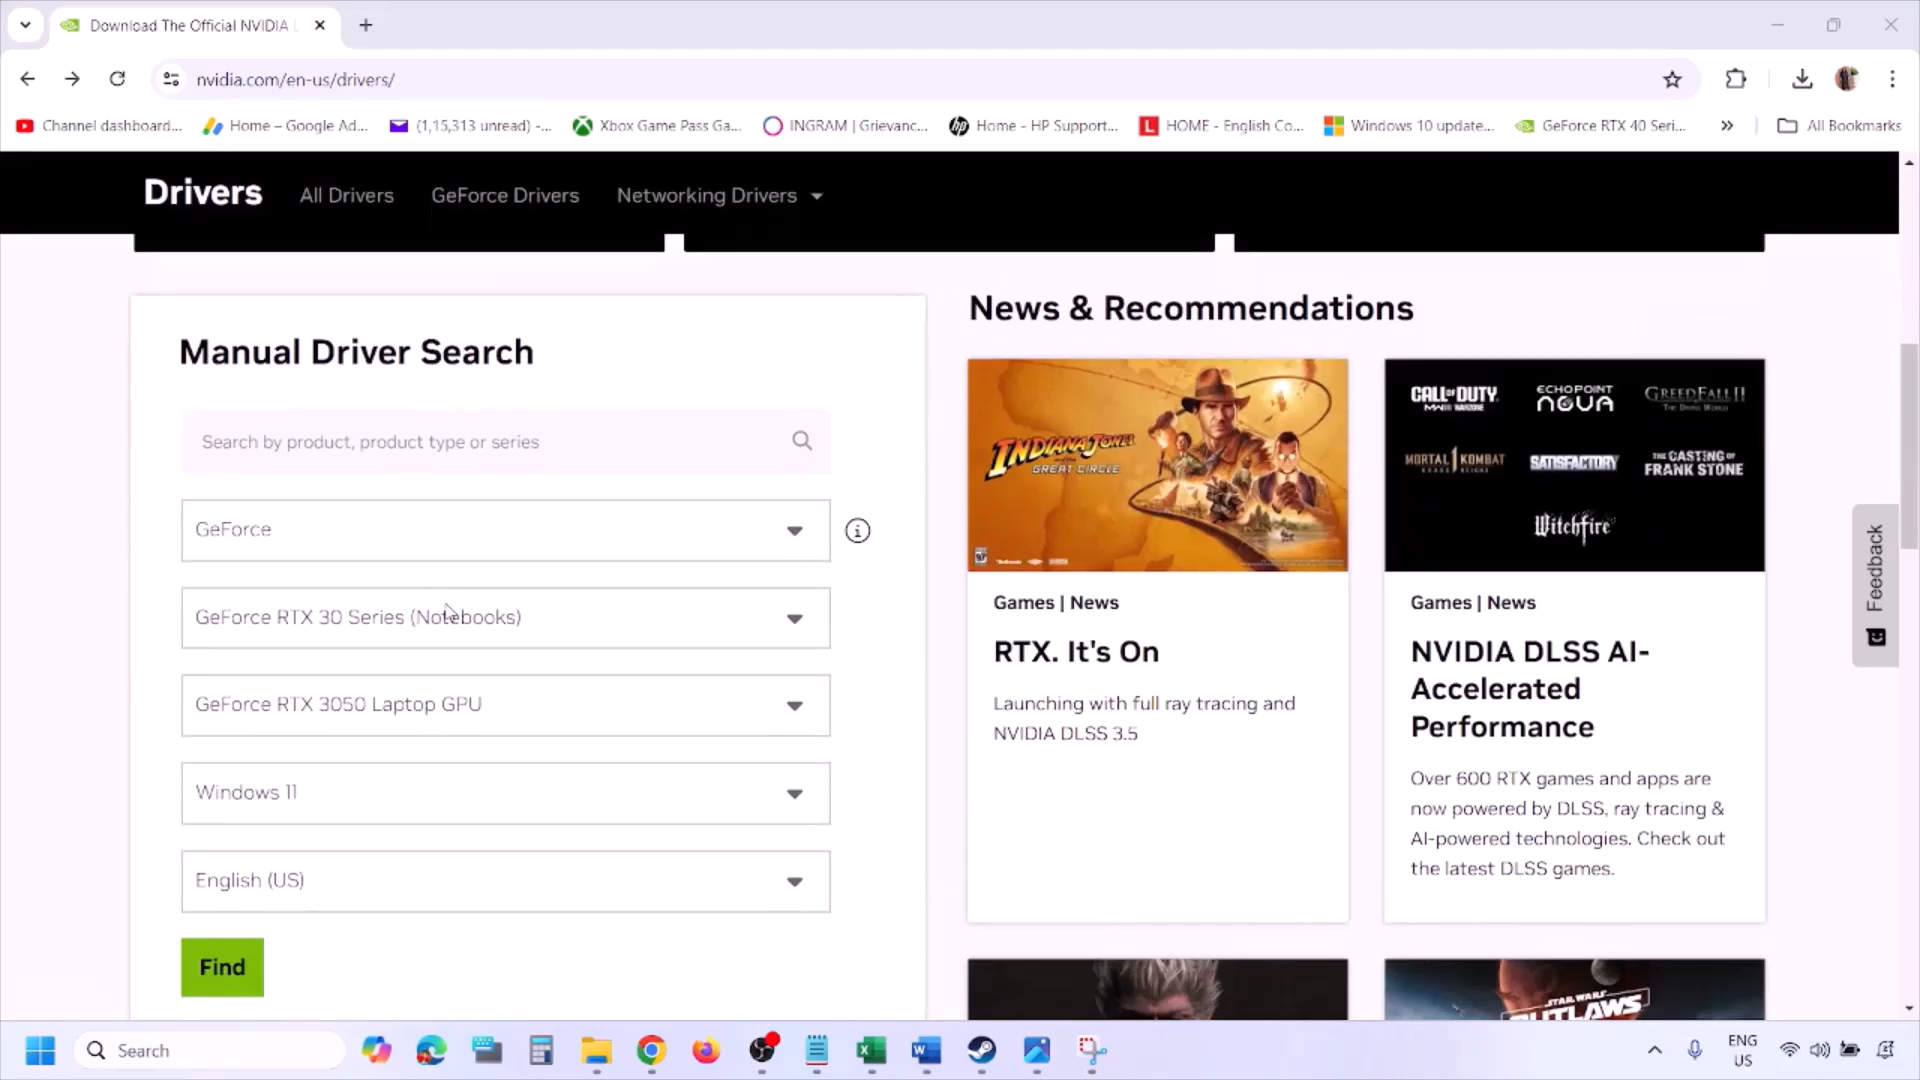 Download The Official NVIDIA
nvidia.com/en-us/drivers/
Channel dashboard...
Home – Google Ad...
(1,15,313 unread) -...
Xbox Game Pass Ga...
INGRAM | Grievanc...
Home - HP Support...
HOME - English Co...
Windows 10 update...
GeForce RTX 40 Seri...
All Bookmarks
Drivers
All Drivers
GeForce Drivers
Networking Drivers
Manual Driver Search
Search by product, product type or series
GeForce
GeForce RTX 30 Series (Notebooks)
GeForce RTX 3050 Laptop GPU
Windows 11
English (US)
Find
News & Recommendations
INDIANA JONES
GREAT CIRCLE
Games | News
RTX. It's On
Launching with full ray tracing and
NVIDIA DLSS 3.5
CALL OF DUTY
ECHOPOINT
NOVA
GREEDFALL II
MORTAL KOMBAT
SATISFACTORY
THE CASTING OF
FRANK STONE
Witchfire
Games | News
NVIDIA DLSS AI-
Accelerated
Performance
Over 600 RTX games and apps are
now powered by DLSS, ray tracing &
AI-powered technologies. Check out
the latest DLSS games.
STAR WARS
OUTLAWS
Feedback
Search
ENG
US